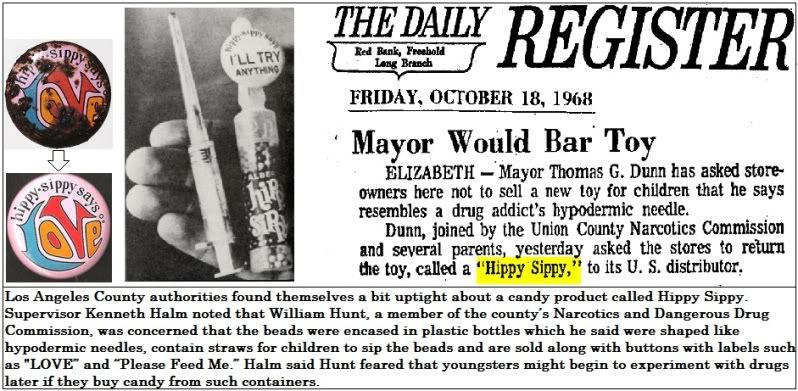 hippy-sippy says
LOVE
hippy-sippy says
LOVE
hippy-sippy says
I'LL TRY
ANYTHING
THE DAILY REGISTER
Red Bank, Freehold
Long Branch
FRIDAY, OCTOBER 18, 1968
Mayor Would Bar Toy
ELIZABETH — Mayor Thomas G. Dunn has asked store-
owners here not to sell a new toy for children that he says
resembles a drug addict's hypodermic needle.
Dunn, joined by the Union County Narcotics Commission
and several parents, yesterday asked the stores to return
the toy, called a “Hippy Sippy,” to its U. S. distributor.
Los Angeles County authorities found themselves a bit uptight about a candy product called Hippy Sippy.
Supervisor Kenneth Halm noted that William Hunt, a member of the county’s Narcotics and Dangerous Drug
Commission, was concerned that the beads were encased in plastic bottles which he said were shaped like
hypodermic needles, contain straws for children to sip the beads and are sold along with buttons with labels such
as "LOVE” and “Please Feed Me.” Halm said Hunt feared that youngsters might begin to experiment with drugs
later if they buy candy from such containers.